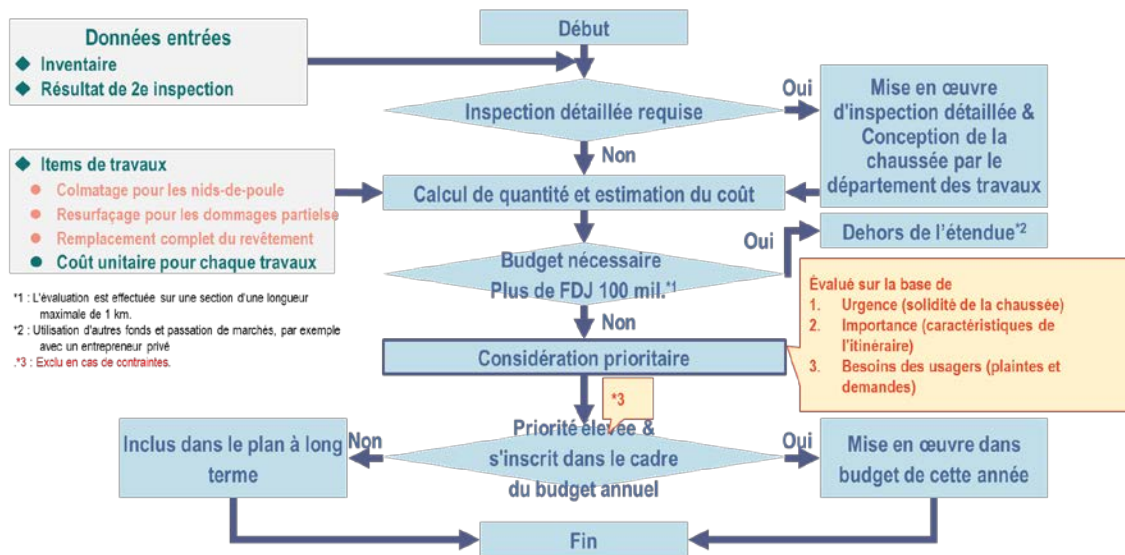 Données entrées
◆ Inventaire
◆ Résultat de 2e inspection
Début
Inspection détaillée requise
Oui
Mise en œuvre
d'inspection détaillée &
Conception de la
chaussée par le
département des travaux
Non
◆ Items de travaux
● Colmatage pour les nids-de-poule
● Resurfaçage pour les dommages partielse
● Remplacement complet du revêtement
● Coût unitaire pour chaque travaux
Calcul de quantité et estimation du coût
Oui
Dehors de l'étendue*2
Budget nécessaire
Plus de FDJ 100 mil.*1
Non
*1 : L'évaluation est effectuée sur une section d'une longueur
maximale de 1 km.
*2 : Utilisation d'autres fonds et passation de marchés, par exemple
avec un entrepreneur privé
.*3 : Exclu en cas de contraintes.
Évalué sur la base de
1. Urgence (solidité de la chaussée)
2. Importance (caractéristiques de
l'itinéraire)
3. Besoins des usagers (plaintes et
demandes)
Considération prioritaire
*3
Priorité élevée &
s'inscrit dans le cadre
du budget annuel
Non
Inclus dans le plan à long
terme
Oui
Mise en œuvre dans
budget de cette année
Fin